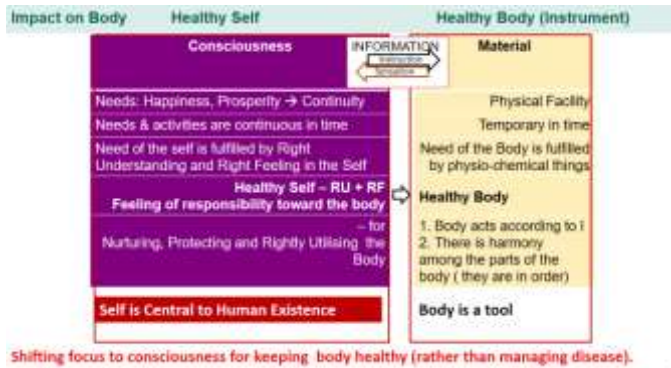 Impact on Body Healthy Self Healthy Body (Instrument)
Consciousness INFORMATION Material
Instruction
Sensation
Needs: Happiness, Prosperity → Continuity Physical Facility
Needs & activities are continuous in time Temporary in time
Need of the self is fulfilled by Right Need of the Body is fulfilled
Understanding and Right Feeling in the Self by physio-chemical things
Healthy Self – RU + RF Healthy Body
Feeling of responsibility toward the body
– for 1. Body acts according to I
Nurturing, Protecting and Rightly Utilising the 2. There is harmony
Body among the parts of the
body ( they are in order)
Self is Central to Human Existence Body is a tool
Shifting focus to consciousness for keeping body healthy (rather than managing disease).